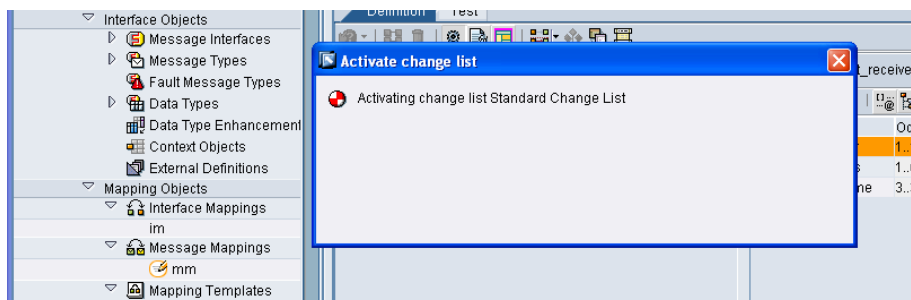 Interface Objects
Message Interfaces
Message Types
Fault Message Types
Data Types
Data Type Enhancement
Context Objects
External Definitions
Mapping Objects
Interface Mappings
im
Message Mappings
mm
Mapping Templates
Definition Test
Activate change list
Activating change list Standard Change List
t_receive
Oc
1..
1..
me 3..